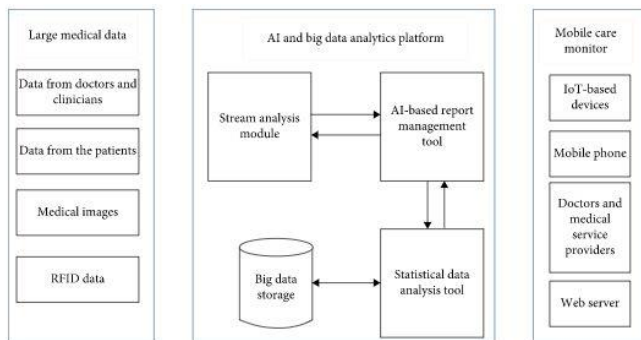 Large medical data
Data from doctors and
clinicians
Data from the patients
Medical images
RFID data
AI and big data analytics platform
Stream analysis
module
AI-based report
management
tool
Big data
storage
Statistical data
analysis tool
Mobile care
monitor
IoT-based
devices
Mobile phone
Doctors and
medical
service
providers
Web server